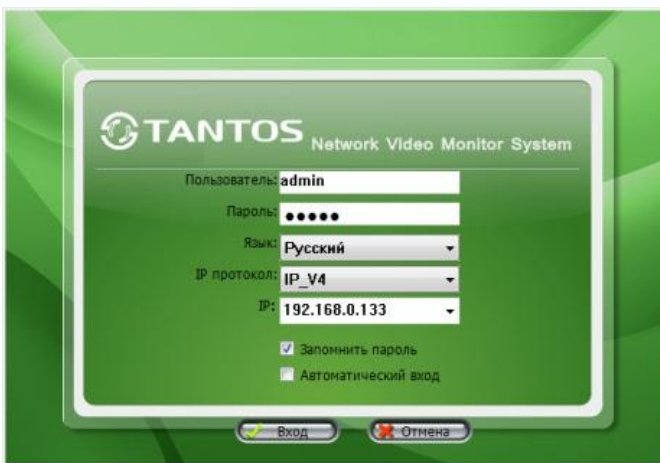 TANTOS Network Video Monitor System
Пользователь: admin
Пароль: ●●●●●
Язык: Русский
IP протокол: IP_V4
IP: 192.168.0.133
Запомнить пароль
Автоматический вход
Вход Отмена